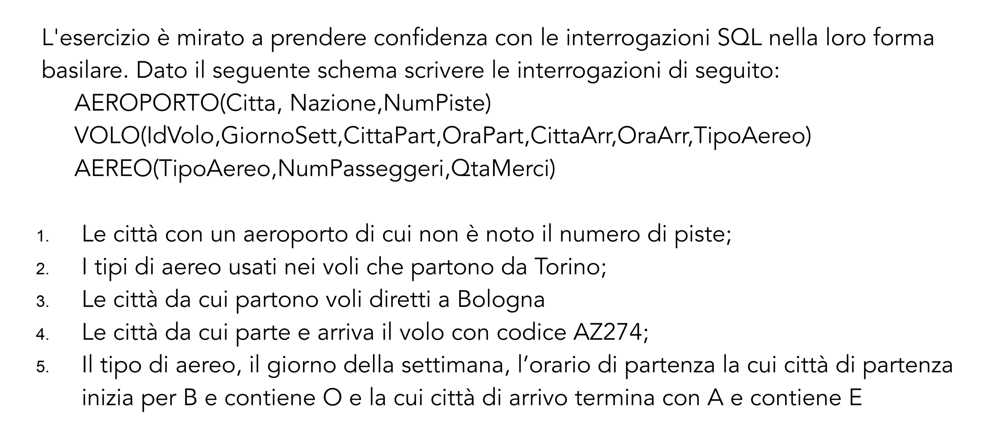 L'esercizio è mirato a prendere confidenza con le interrogazioni SQL nella loro forma
basilare. Dato il seguente schema scrivere le interrogazioni di seguito:
AEROPORTO(Citta, Nazione,NumPiste)
VOLO(IdVolo,GiornoSett,CittaPart,OraPart,CittaArr,OraArr,TipoAereo)
AEREO(TipoAereo,NumPasseggeri,QtaMerci)
1. Le città con un aeroporto di cui non è noto il numero di piste;
2. I tipi di aereo usati nei voli che partono da Torino;
3. Le città da cui partono voli diretti a Bologna
4. Le città da cui parte e arriva il volo con codice AZ274;
5. Il tipo di aereo, il giorno della settimana, l’orario di partenza la cui città di partenza
inizia per B e contiene O e la cui città di arrivo termina con A e contiene E